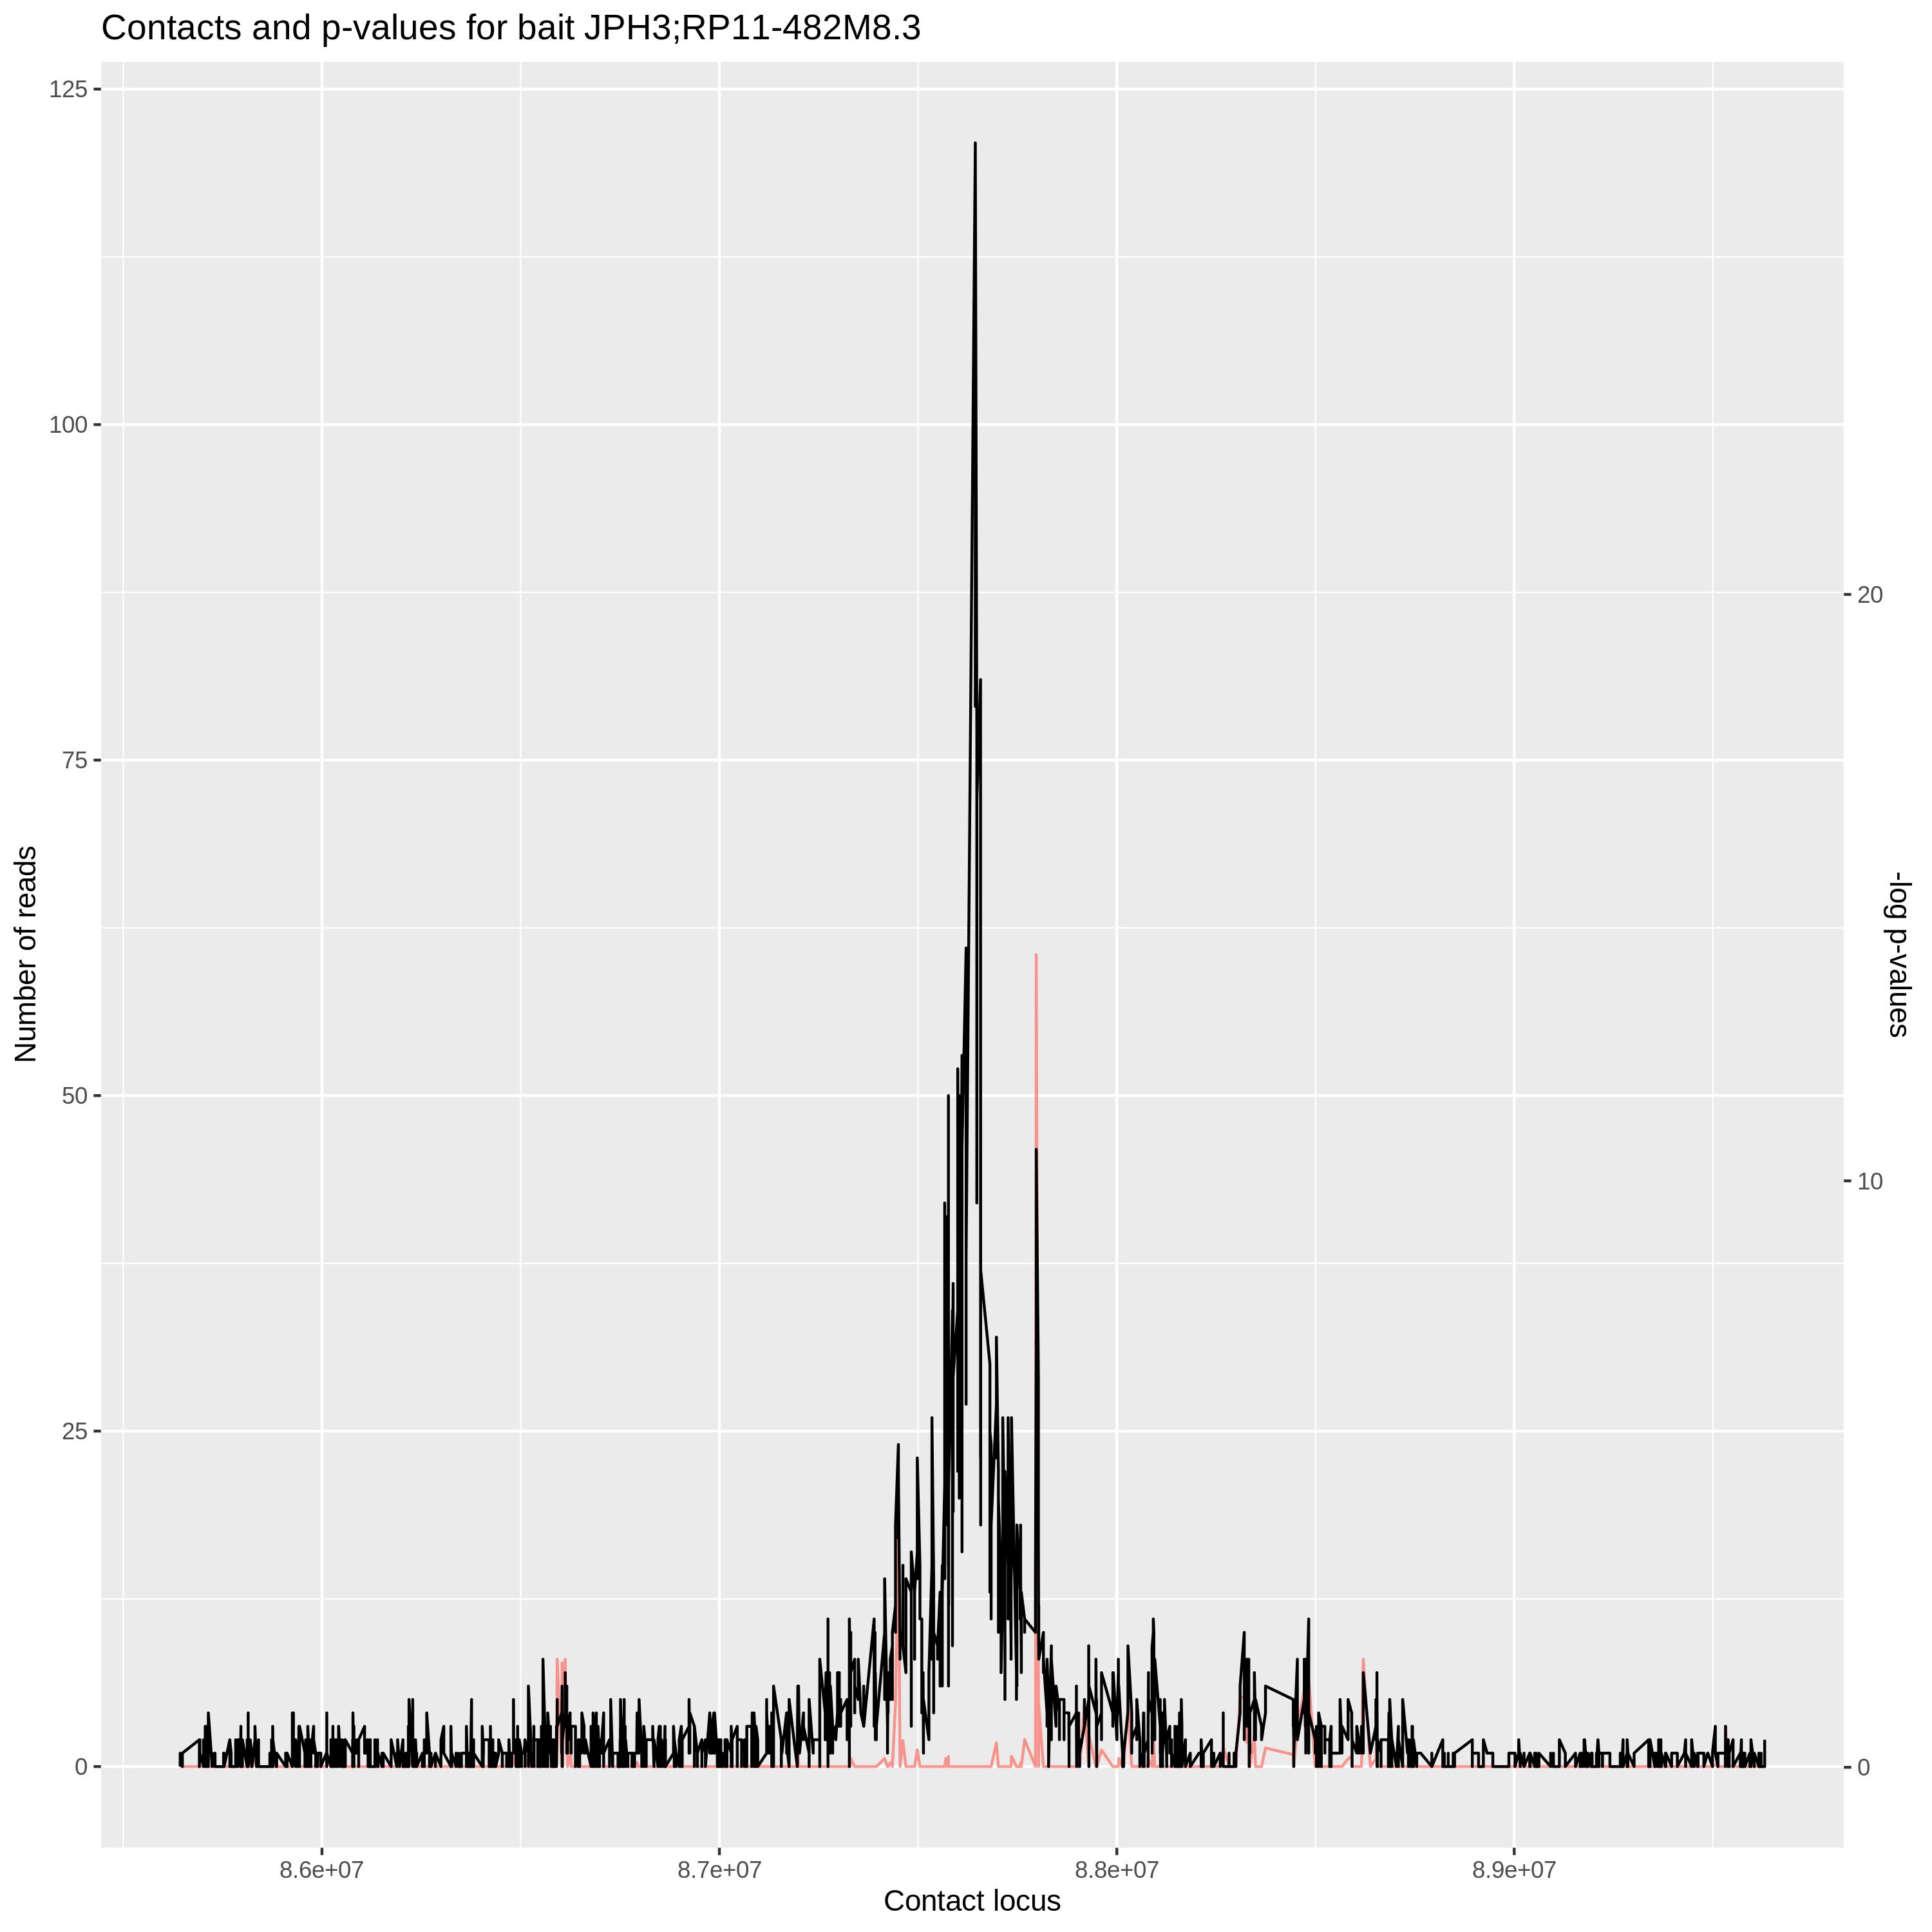 Contacts and p-values for bait JPH3;RP11-482M8.3
125
100
75
50
25
0
Number of reads
20
10
0
-log p-values
8.6e+07
8.7e+07
8.8e+07
8.9e+07
Contact locus